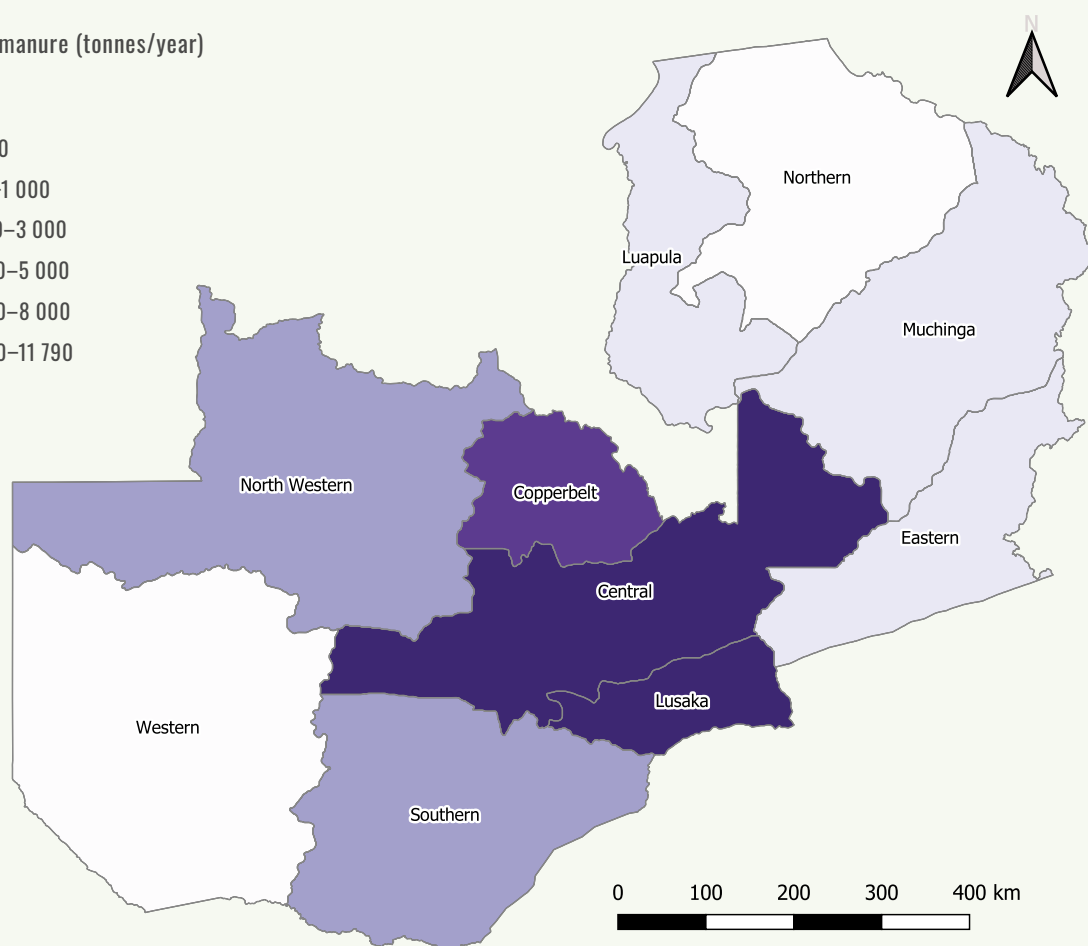 manure (tonnes/year)
N
0
–1 000
0–3 000
0–5 000
0–8 000
0–11 790
Northern
Luapula
Muchinga
North Western
Copperbelt
Eastern
Central
Lusaka
Western
Southern
0 100 200 300 400 km